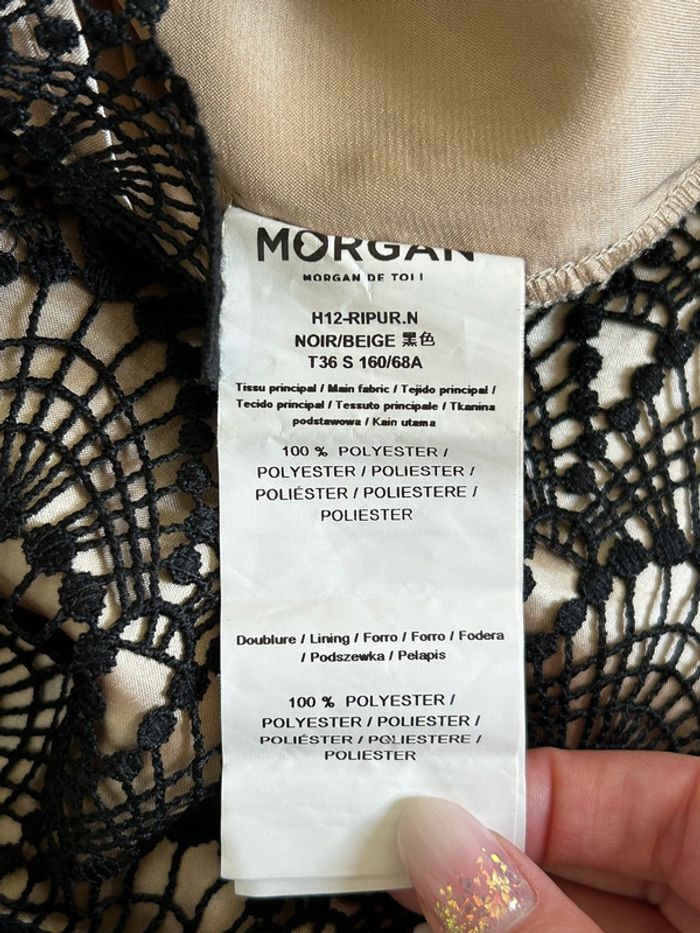 MORGAN
MORGAN DE TOI
H12-RIPUR.N
NOIR/BEIGE 黑色
T36 S 160/68A
Tissu principal / Main fabric / Tejido principal /
Tecido principal / Tessuto principale / Tkanina
podstawowa / Kain utama
100 % POLYESTER /
POLYESTER / POLIESTER /
POLIÉSTER / POLIESTERE /
POLIESTER
Doublure / Lining / Forro / Forro / Fodera
/ Podszewka / Pelapis
100 % POLYESTER /
POLYESTER / POLIESTER /
POLIÉSTER / POLIESTERE /
POLIESTER